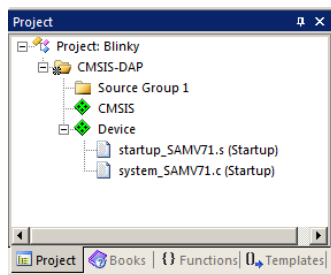 Project
Project: Blinky
CMSIS-DAP
Source Group 1
CMSIS
Device
startup_SAMV71.s (Startup)
system_SAMV71.c (Startup)
Project Books {} Functions 0 Templates